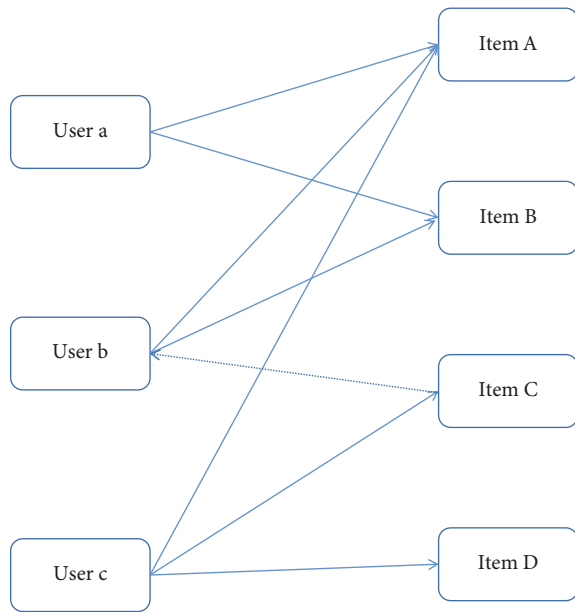 Item A
User a
Item B
User b
Item C
User c
Item D